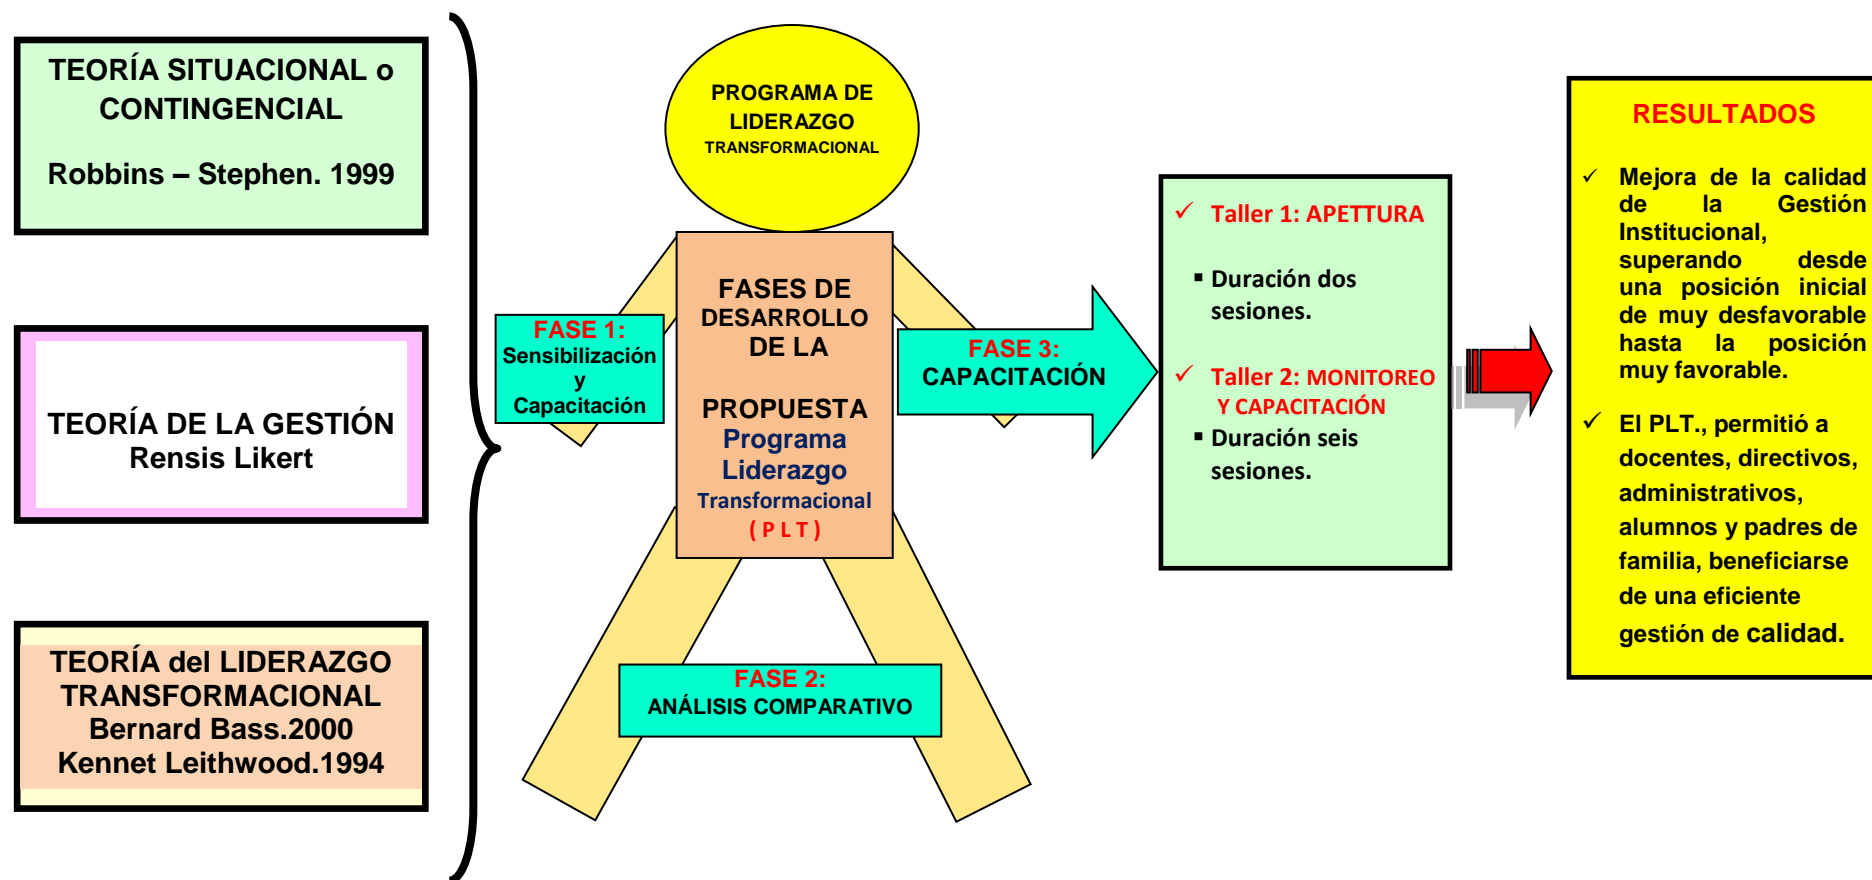 TEORÍA SITUACIONAL o
CONTINGENCIAL
Robbins – Stephen. 1999
TEORÍA DE LA GESTIÓN
Rensis Likert
TEORÍA del LIDERAZGO
TRANSFORMACIONAL
Bernard Bass.2000
Kennet Leithwood.1994
PROGRAMA DE
LIDERAZGO
TRANSFORMACIONAL
FASE 1:
Sensibilización
y
Capacitación
FASES DE
DESARROLLO
DE LA
PROPUESTA
Programa
Liderazgo
Transformacional
( P L T )
FASE 2:
ANÁLISIS COMPARATIVO
FASE 3:
CAPACITACIÓN
✓ Taller 1: APETTURA
▪ Duración dos
sesiones.
✓ Taller 2: MONITOREO
Y CAPACITACIÓN
▪ Duración seis
sesiones.
RESULTADOS
✓ Mejora de la calidad
de la Gestión
Institucional,
superando desde
una posición inicial
de muy desfavorable
hasta la posición
muy favorable.
✓ El PLT., permitió a
docentes, directivos,
administrativos,
alumnos y padres de
familia, beneficiarse
de una eficiente
gestión de calidad.